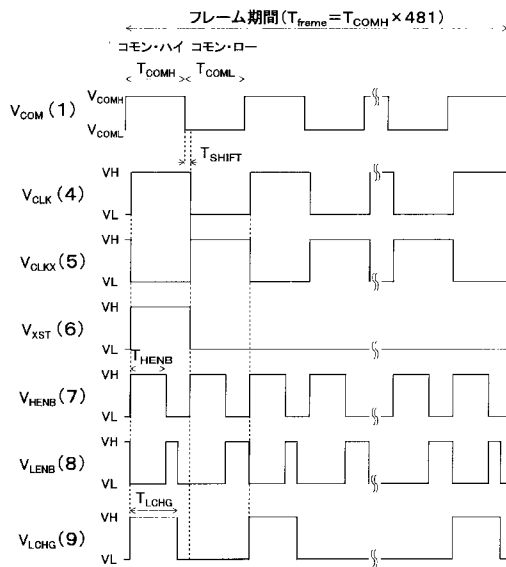 フレーム期間(Tframe=TCOMH×481)
コモン・ハイ コモン・ロー
TCOMH TCOML
VCOM(1)
VCOMH
VCOML
TSHIFT
VCLK(4)
VH
VL
VCLKX(5)
VH
VL
VXST(6)
VH
VL
THENB
VHENB(7)
VH
VL
VLENB(8)
VH
VL
TLCHG
VLCHG(9)
VH
VL